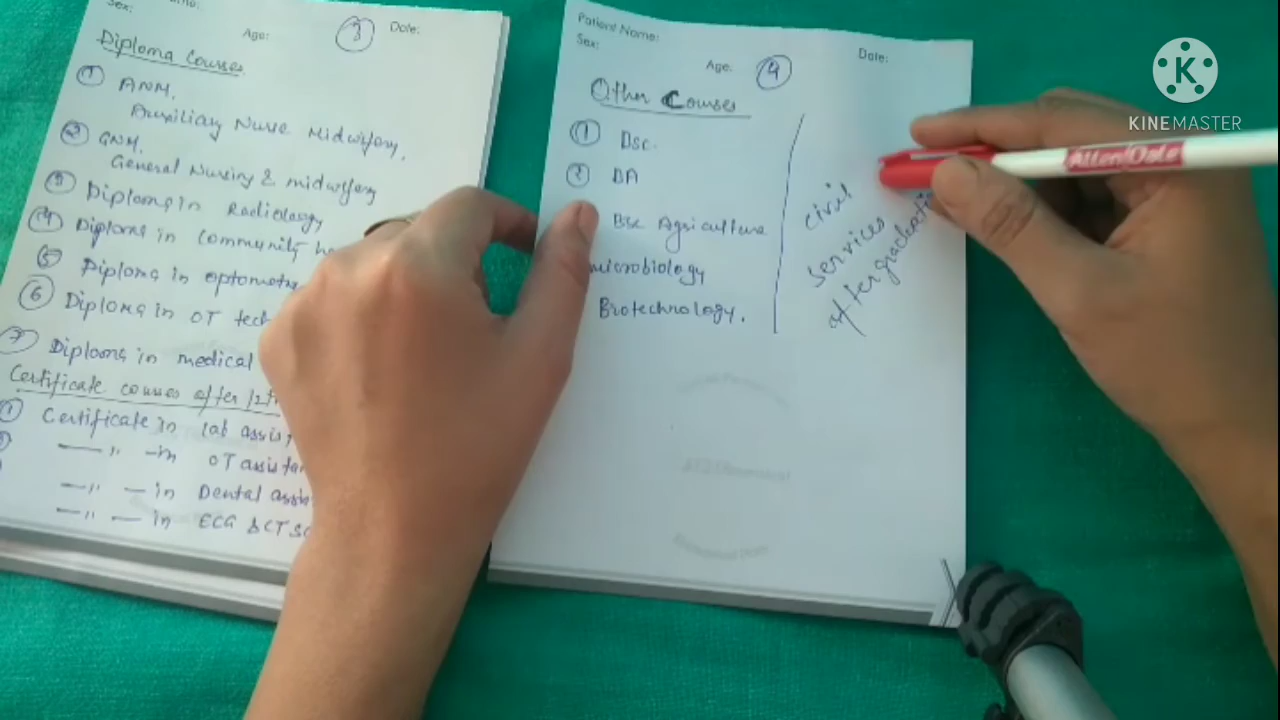 Sex:
Age:
3
Date:
Diploma Courses
1 ANM.
Auxiliary Nurse Midwifery.
2 GNM.
General Nursing & midwifery
3 Diploma in Radiology
4 Diploma in Community
5 Diploma in optometry
6 Diploma in OT tech
7 Diploma in medical
Certificate courses after
1 Certificate in lab
—〃— in OT
—〃— in Dental
—〃— in ECG & CT
Patient Name:
Sex:
Age:
4
Date:
Other Courses
1 Bsc.
2 BA
Bsc Agriculture
microbiology
Biotechnology.
Civil
Services
after
KINEMASTER
AttentDate